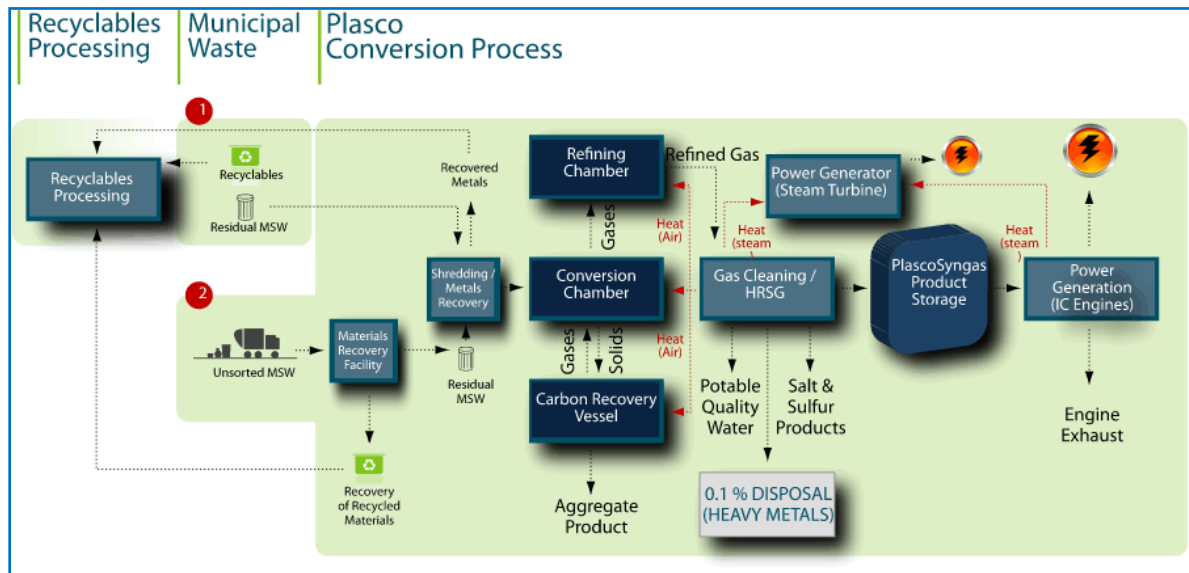 Recyclables
Processing
Municipal
Waste
Plasco
Conversion Process
1
Recyclables
Processing
Recyclables
Residual MSW
Recovered
Metals
Shredding /
Metals
Recovery
Refining
Chamber
Refined Gas
Power Generator
(Steam Turbine)
Gases
Heat
(Air)
Heat
(steam
)
Heat
(steam
)
Conversion
Chamber
Gas Cleaning /
HRSG
PlascoSyngas
Product
Storage
Power
Generation
(IC Engines)
2
Unsorted MSW
Materials
Recovery
Facility
Residual
MSW
Gases
Solids
Heat
(Air)
Carbon Recovery
Vessel
Potable
Quality
Water
Salt &
Sulfur
Products
Engine
Exhaust
Recovery
of Recycled
Materials
Aggregate
Product
0.1 % DISPOSAL
(HEAVY METALS)